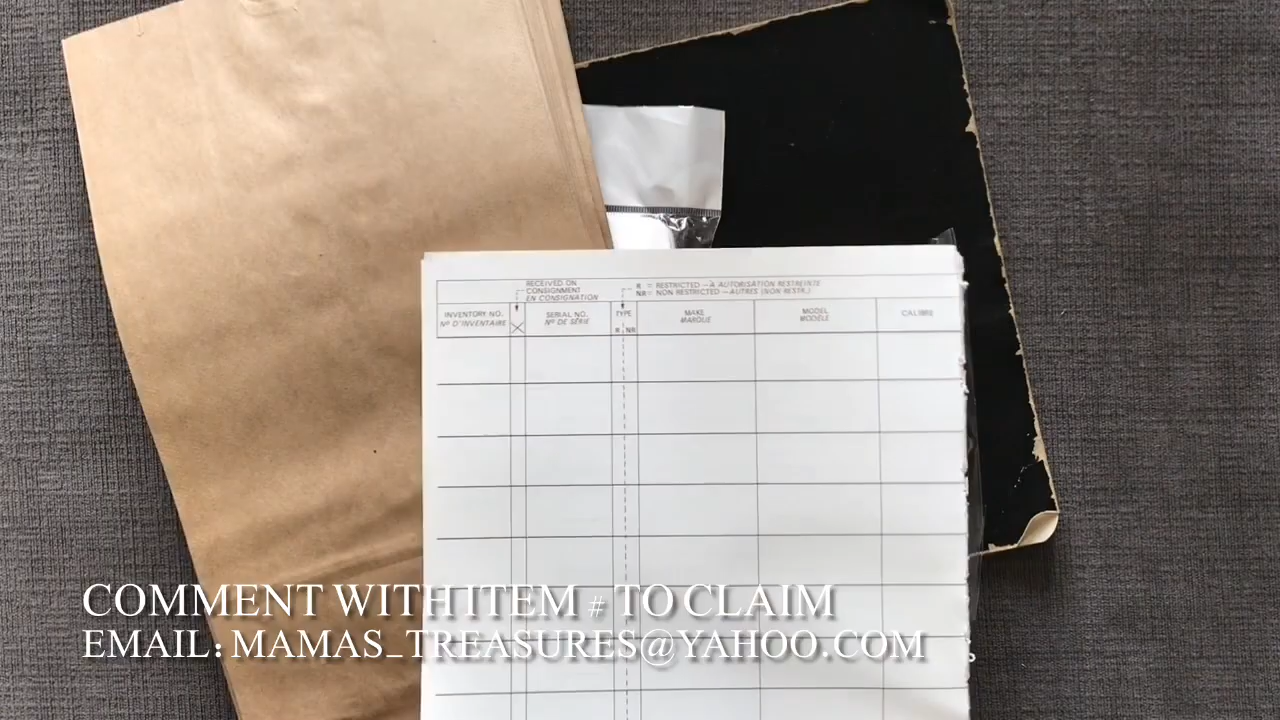 RECEIVED ON
CONSIGNMENT
EN CONSIGNATION
R = RESTRICTED — À AUTORISATION RESTREINTE
NR = NON RESTRICTED — AUTRES (NON RESTR.)
INVENTORY NO.
Nº D'INVENTAIRE
SERIAL NO.
Nº DE SÉRIE
TYPE
R NR
MAKE
MARQUE
MODEL
MODÈLE
CALIBRE
COMMENT WITH ITEM # TO CLAIM
EMAIL: MAMAS_TREASURES@YAHOO.COM